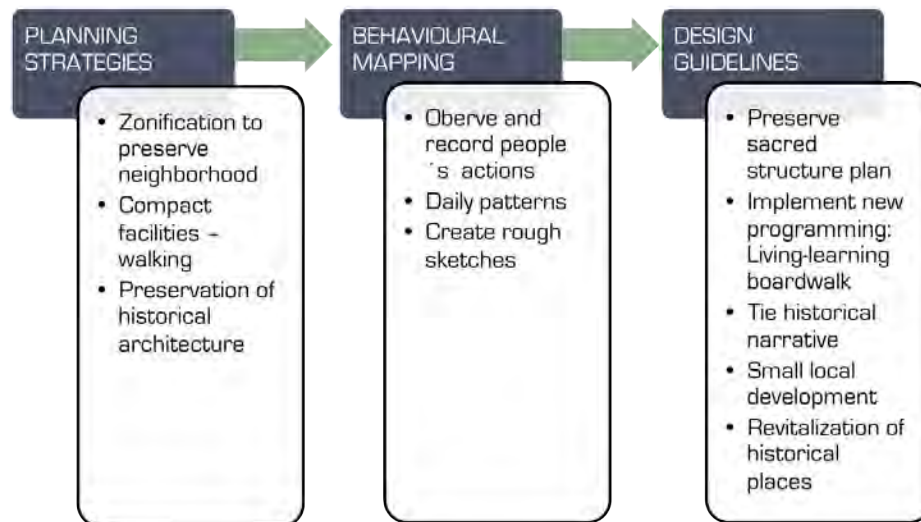 PLANNING
STRATEGIES
• Zonification to
preserve
neighborhood
• Compact
facilities –
walking
• Preservation of
historical
architecture
BEHAVIOURAL
MAPPING
• Oberve and
record people
´s actions
• Daily patterns
• Create rough
sketches
DESIGN
GUIDELINES
• Preserve
sacred
structure plan
• Implement new
programming:
Living-learning
boardwalk
• Tie historical
narrative
• Small local
development
• Revitalization of
historical
places